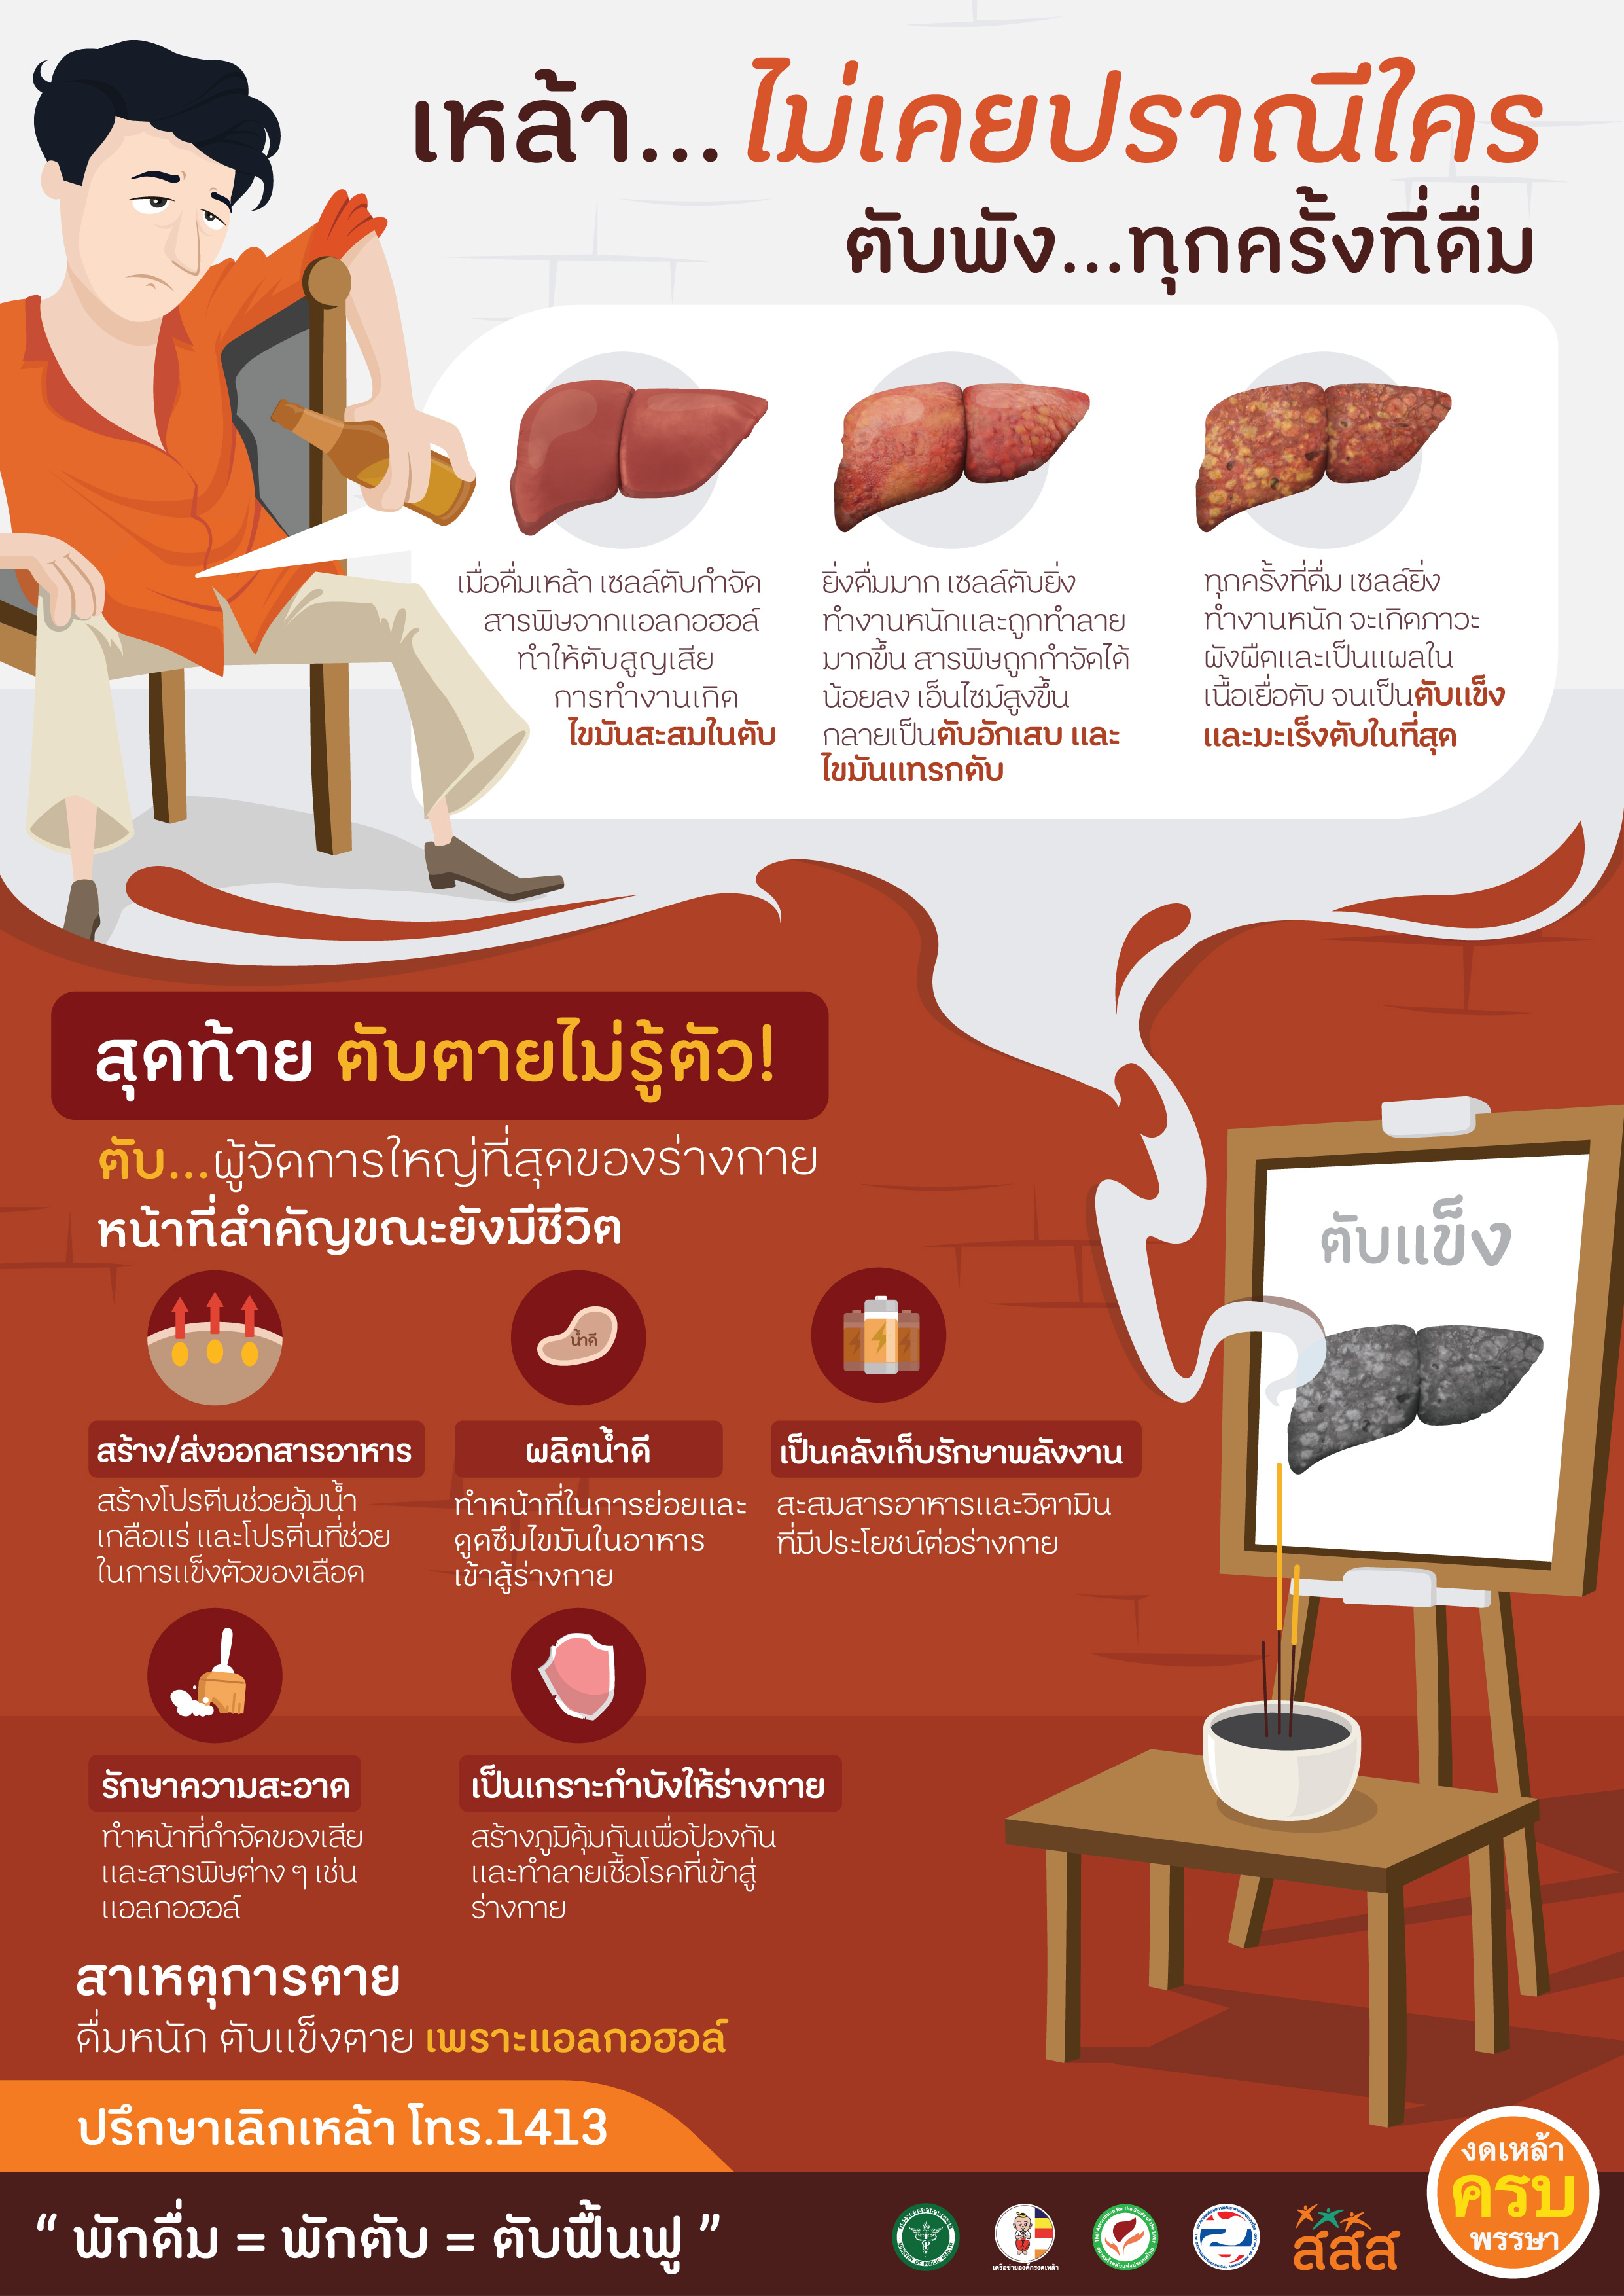 เหล้า... ไม่เคยปราณีใคร
ตับพัง...ทุกครั้งที่ดื่ม
เมื่อดื่มเหล้า เซลล์ตับกำจัด
สารพิษจากแอลกอฮอล์
ทำให้ตับสูญเสีย
การทำงานเกิด
ไขมันสะสมในตับ
ยิ่งดื่มมาก เซลล์ตับยิ่ง
ทำงานหนักและถูกทำลาย
มากขึ้น สารพิษถูกกำจัดได้
น้อยลง เอ็นไซม์สูงขึ้น
กลายเป็นตับอักเสบ และ
ไขมันแทรกตับ
ทุกครั้งที่ดื่ม เซลล์ยิ่ง
ทำงานหนัก จะเกิดภาวะ
ผังผืดและเป็นแผลใน
เนื้อเยื่อตับ จนเป็นตับแข็ง
และมะเร็งตับในที่สุด
สุดท้าย ตับตายไม่รู้ตัว!
ตับ...ผู้จัดการใหญ่ที่สุดของร่างกาย
หน้าที่สำคัญขณะยังมีชีวิต
ตับแข็ง
น้ำดี
สร้าง/ส่งออกสารอาหาร
สร้างโปรตีนช่วยอุ้มน้ำ
เกลือแร่ และโปรตีนที่ช่วย
ในการแข็งตัวของเลือด
ผลิตน้ำดี
ทำหน้าที่ในการย่อยและ
ดูดซึมไขมันในอาหาร
เข้าสู้ร่างกาย
เป็นคลังเก็บรักษาพลังงาน
สะสมสารอาหารและวิตามิน
ที่มีประโยชน์ต่อร่างกาย
รักษาความสะอาด
ทำหน้าที่กำจัดของเสีย
และสารพิษต่าง ๆ เช่น
แอลกอฮอล์
เป็นเกราะกำบังให้ร่างกาย
สร้างภูมิคุ้มกันเพื่อป้องกัน
และทำลายเชื้อโรคที่เข้าสู่
ร่างกาย
สาเหตุการตาย
ดื่มหนัก ตับแข็งตาย เพราะแอลกอฮอล์
ปรึกษาเลิกเหล้า โทร.1413
“ พักดื่ม = พักตับ = ตับฟื้นฟู ”
MINISTRY OF PUBLIC HEALTH
เครือข่ายองค์กรงดเหล้า
Thai Association for the Study of the Liver
สสส
งดเหล้า
ครบ
พรรษา